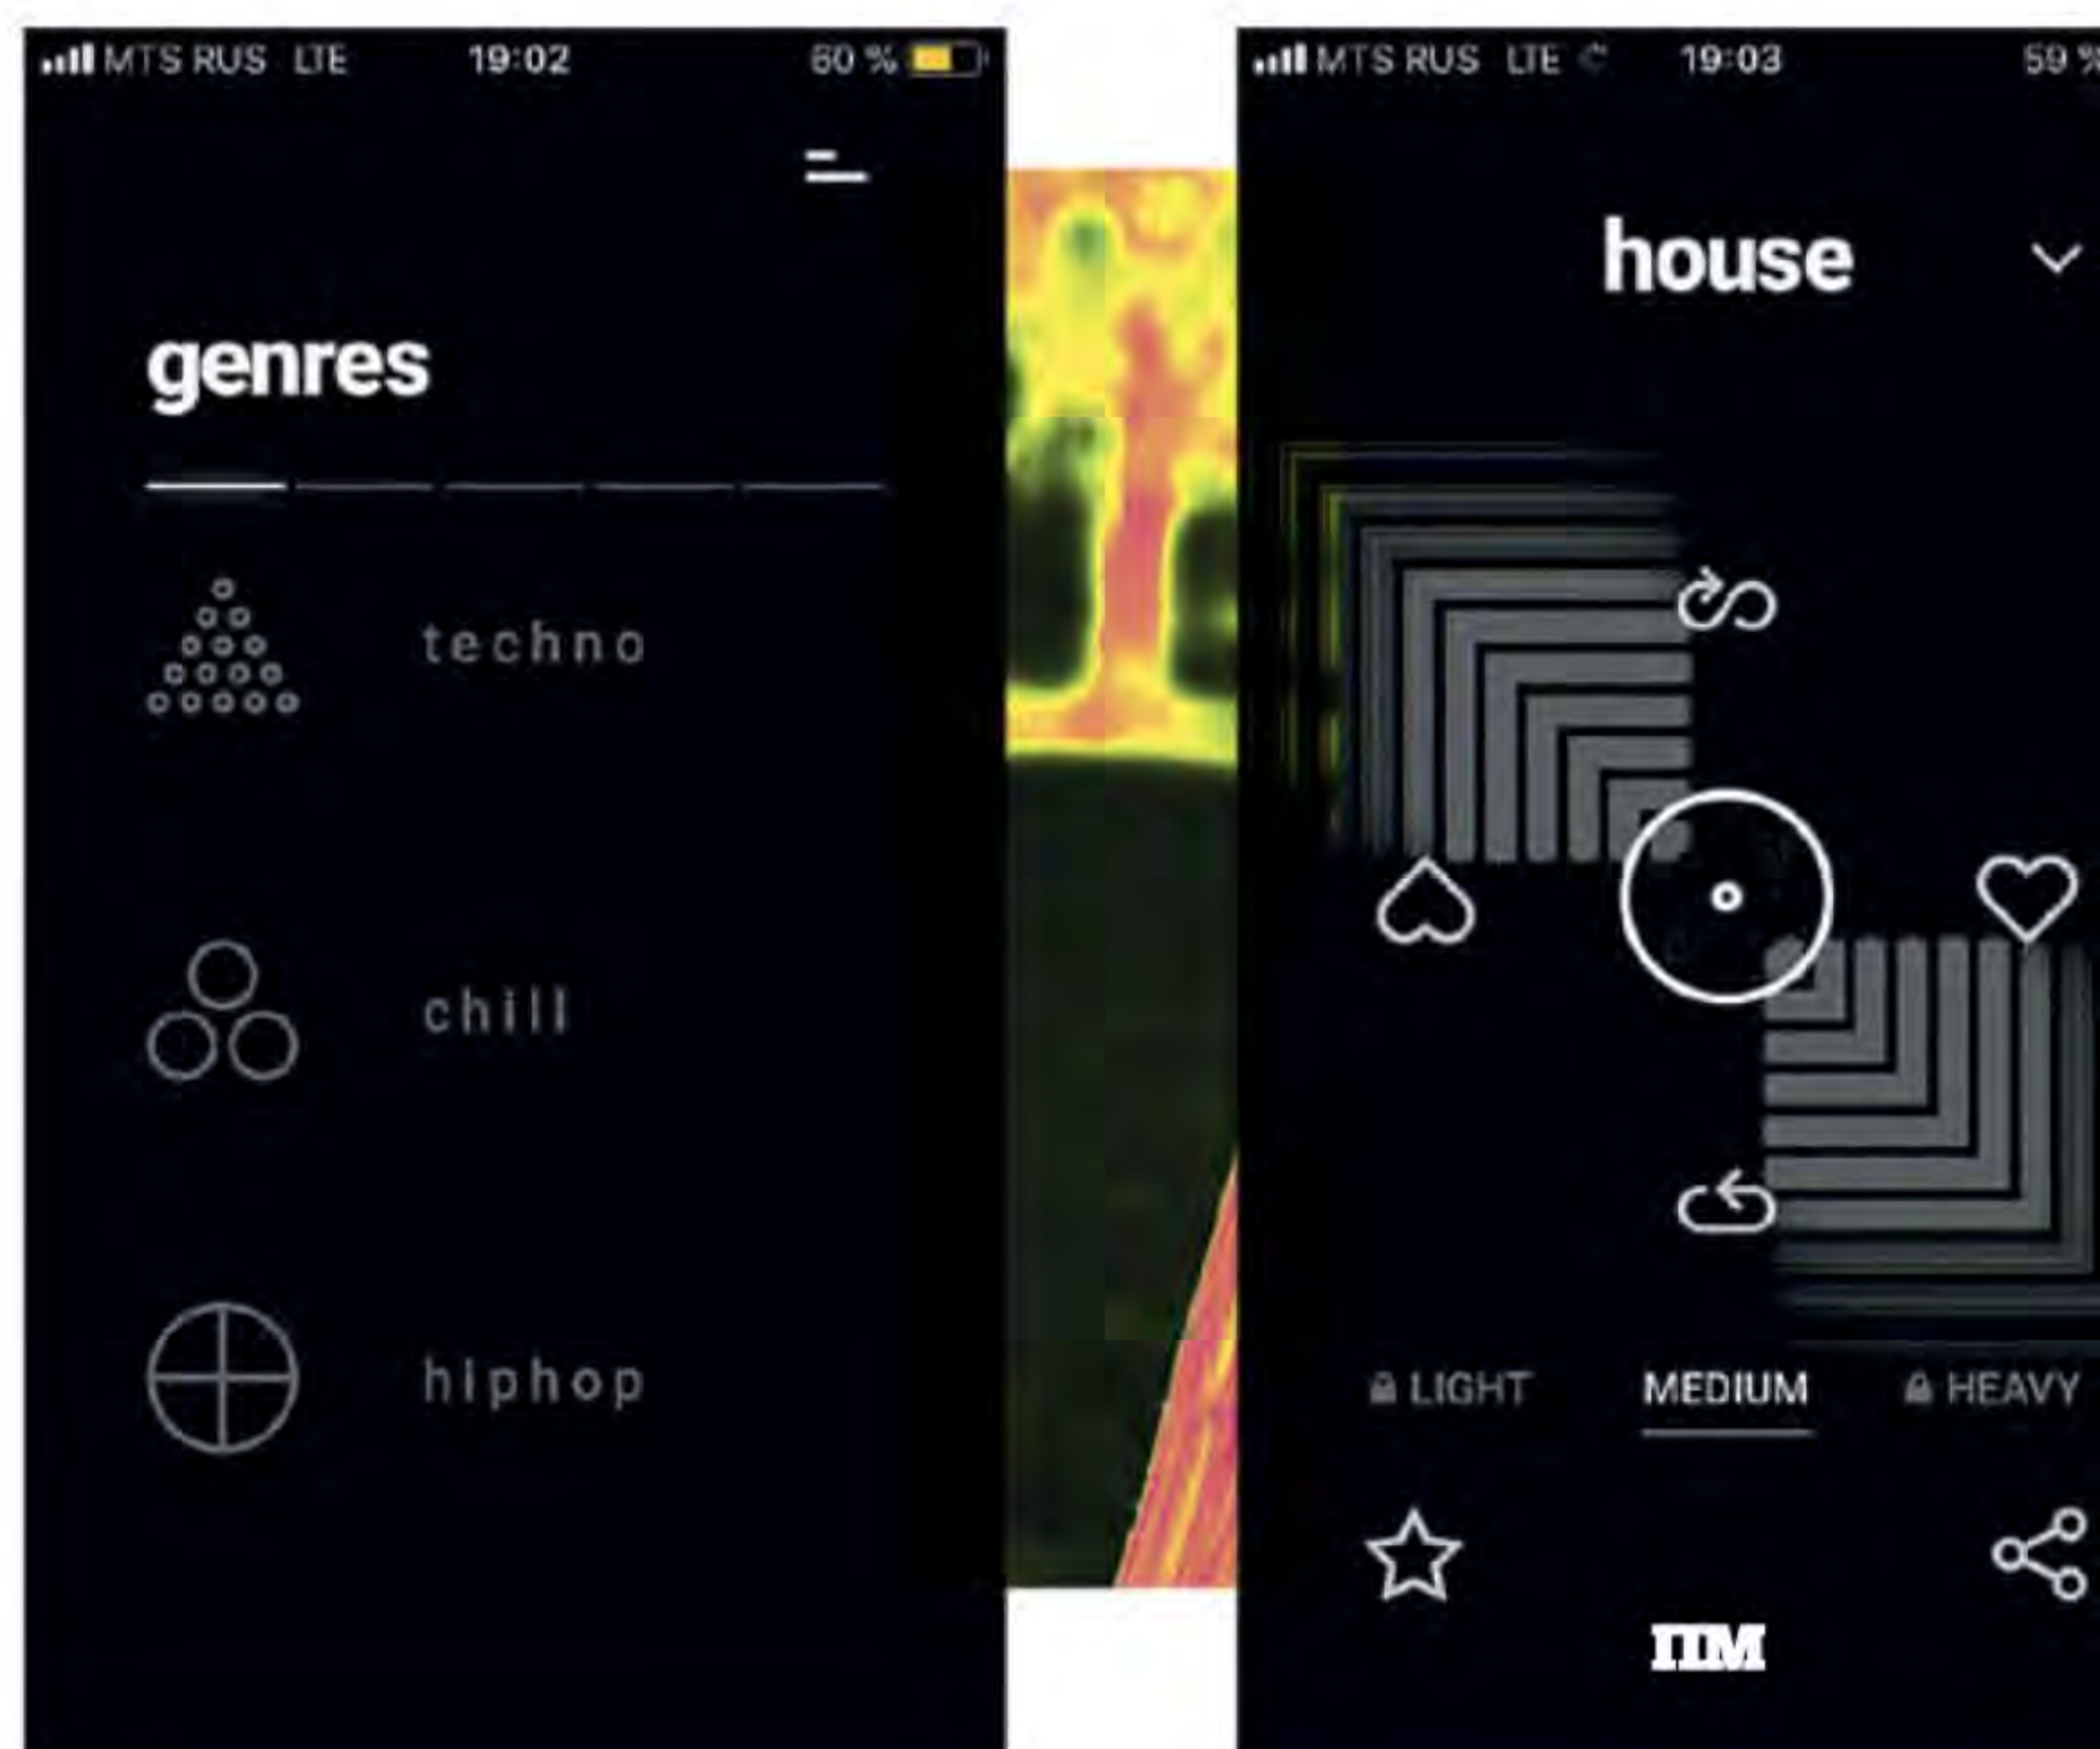 MTS RUS LTE 19:02 60 %
genres
techno
chill
hiphop
MTS RUS LTE 19:03 59 %
house
LIGHT MEDIUM HEAVY
IIM